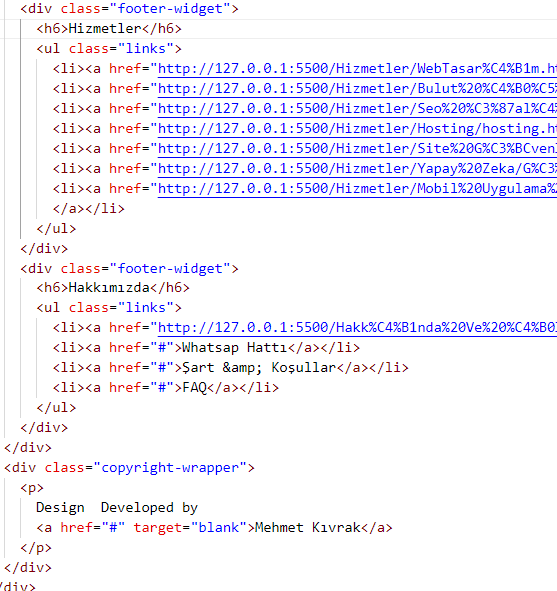 <div class="footer-widget">
<h6>Hizmetler</h6>
<ul class="links">
<li><a href="http://127.0.0.1:5500/Hizmetler/WebTasar%C4%B1m.ht
<li><a href="http://127.0.0.1:5500/Hizmetler/Bulut%20%C4%B0%C5
<li><a href="http://127.0.0.1:5500/Hizmetler/Seo%20%C3%87al%C4
<li><a href="http://127.0.0.1:5500/Hizmetler/Hosting/hosting.ht
<li><a href="http://127.0.0.1:5500/Hizmetler/Site%20G%C3%BCven
<li><a href="http://127.0.0.1:5500/Hizmetler/Yapay%20Zeka/G%C3
<li><a href="http://127.0.0.1:5500/Hizmetler/Mobil%20Uygulama%
</a></li>
</ul>
</div>
<div class="footer-widget">
<h6>Hakkımızda</h6>
<ul class="links">
<li><a href="http://127.0.0.1:5500/Hakk%C4%B1nda%20Ve%20%C4%B0
<li><a href="#">Whatsap Hattı</a></li>
<li><a href="#">Şart &amp; Koşullar</a></li>
<li><a href="#">FAQ</a></li>
</ul>
</div>
</div>
<div class="copyright-wrapper">
<p>
Design  Developed by
<a href="#" target="blank">Mehmet Kıvrak</a>
</p>
</div>
/div>